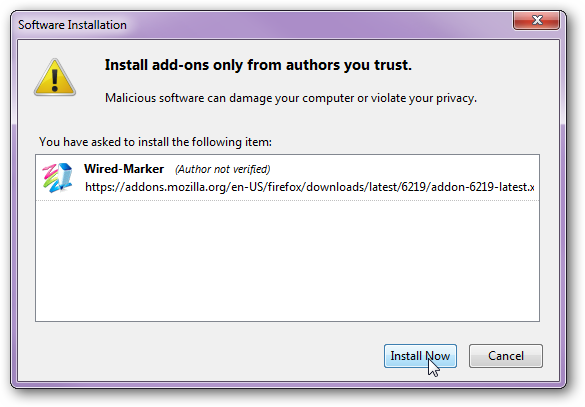 Software Installation
Install add-ons only from authors you trust.
Malicious software can damage your computer or violate your privacy.
You have asked to install the following item:
Wired-Marker (Author not verified)
https://addons.mozilla.org/en-US/firefox/downloads/latest/6219/addon-6219-latest.x
Install Now
Cancel